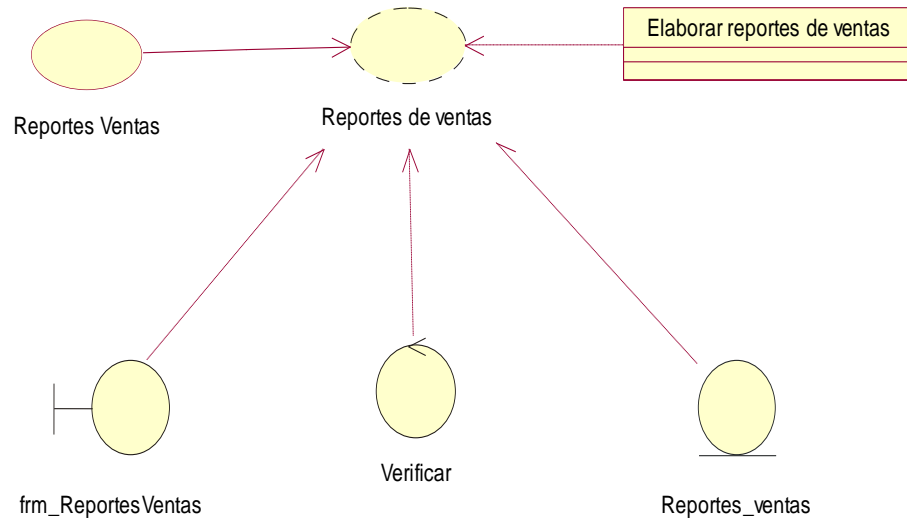 Elaborar reportes de ventas
Reportes Ventas
Reportes de ventas
Verificar
frm_ReportesVentas
Reportes_ventas